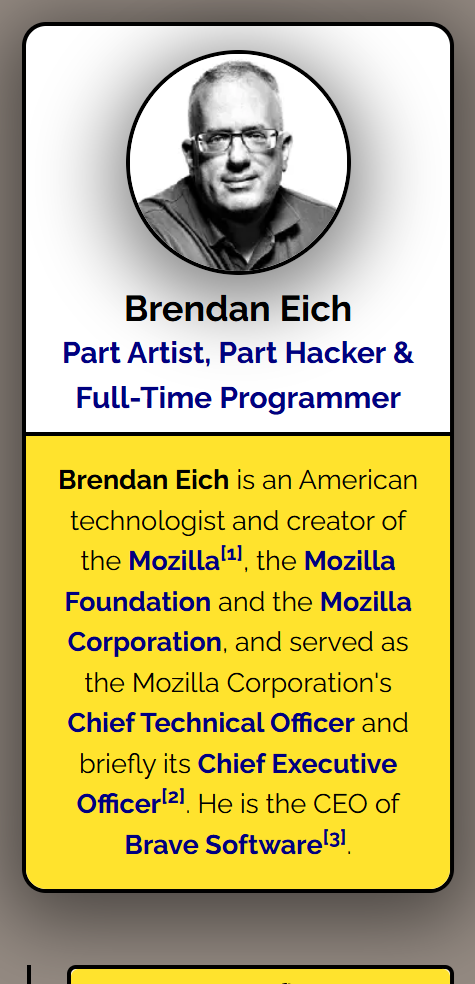 Brendan Eich
Part Artist, Part Hacker &
Full-Time Programmer
Brendan Eich is an American
technologist and creator of
the Mozilla[1], the Mozilla
Foundation and the Mozilla
Corporation, and served as
the Mozilla Corporation's
Chief Technical Officer and
briefly its Chief Executive
Officer[2]. He is the CEO of
Brave Software[3].